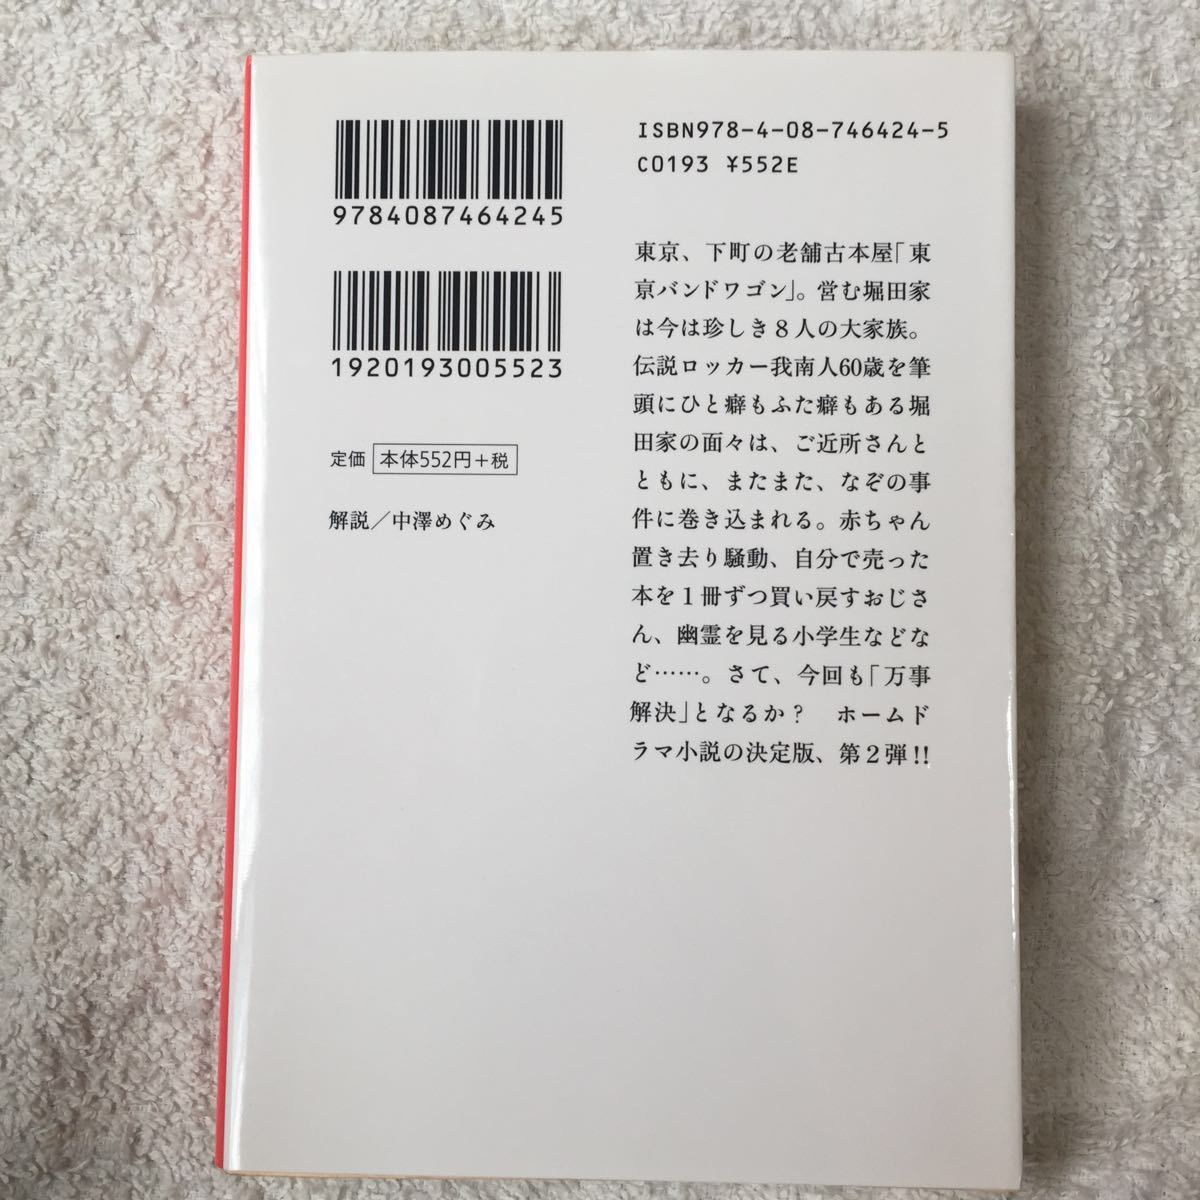 9784087464245
1920193005523
定価 本体552円+税
解説/中澤めぐみ
ISBN978-4-08-746424-5
C0193 ¥552E
東京、下町の老舗古本屋「東
京バンドワゴン」。営む堀田家
は今は珍しき8人の大家族。
伝説ロッカー我南人60歳を筆
頭にひと癖もふた癖もある堀
田家の面々は、ご近所さんと
ともに、またまた、なぞの事
件に巻き込まれる。赤ちゃん
置き去り騒動、自分で売った
本を1冊ずつ買い戻すおじさ
ん、幽霊を見る小学生などな
ど……。さて、今回も「万事
解決」となるか? ホームド
ラマ小説の決定版、第2弾!!